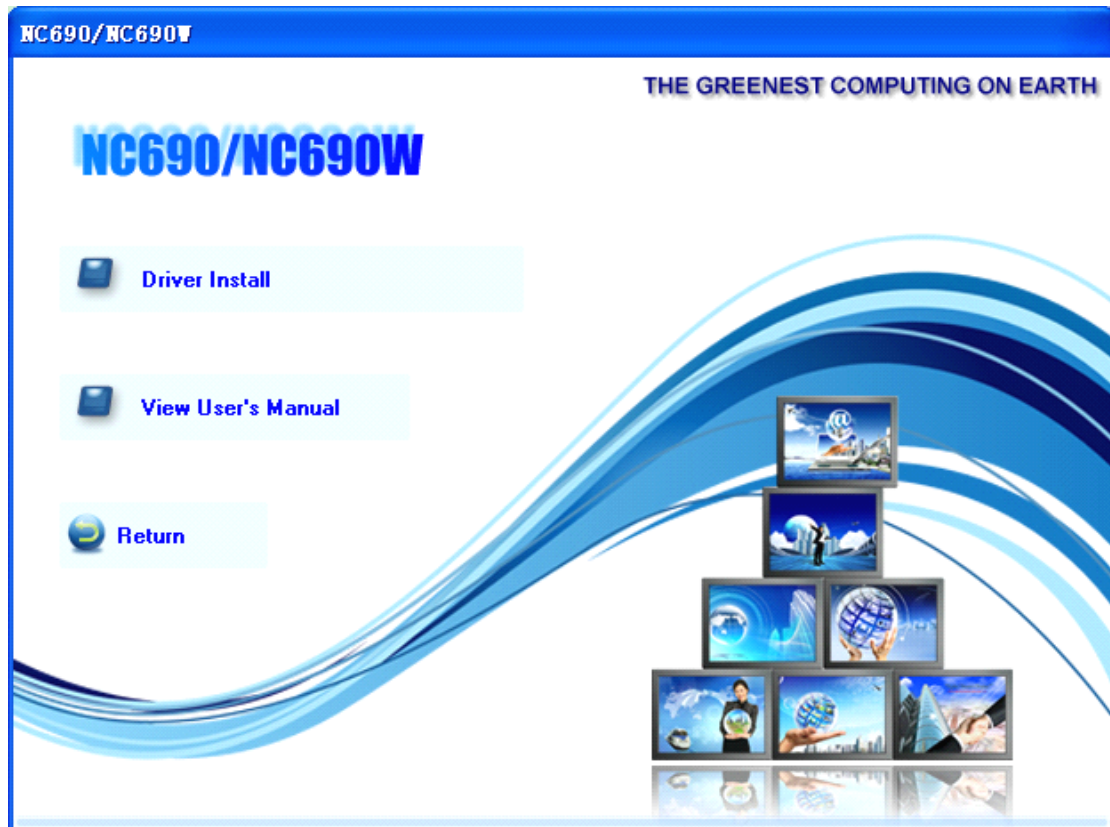 NC690/NC690W
THE GREENEST COMPUTING ON EARTH
NC690/NC690W
Driver Install
View User's Manual
Return
@